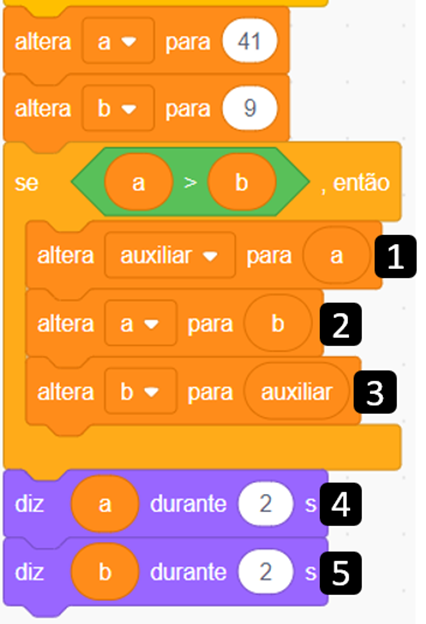 altera a para 41
altera b para 9
se a > b , então
altera auxiliar para a 1
altera a para b 2
altera b para auxiliar 3
diz a durante 2 s 4
diz b durante 2 s 5